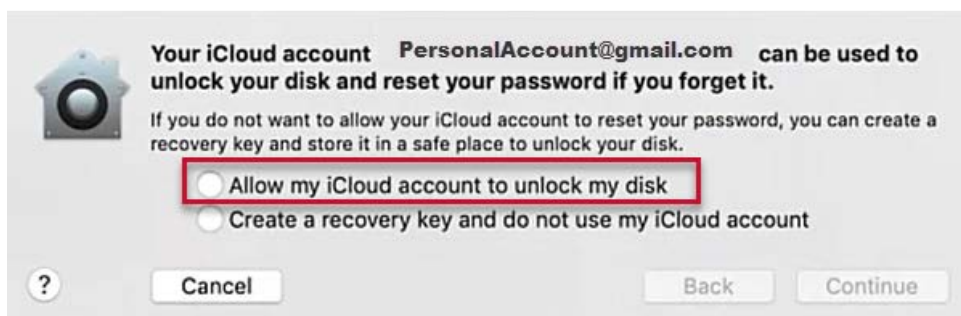 Your iCloud account PersonalAccount@gmail.com can be used to
unlock your disk and reset your password if you forget it.
If you do not want to allow your iCloud account to reset your password, you can create a
recovery key and store it in a safe place to unlock your disk.
Allow my iCloud account to unlock my disk
Create a recovery key and do not use my iCloud account
? Cancel Back Continue